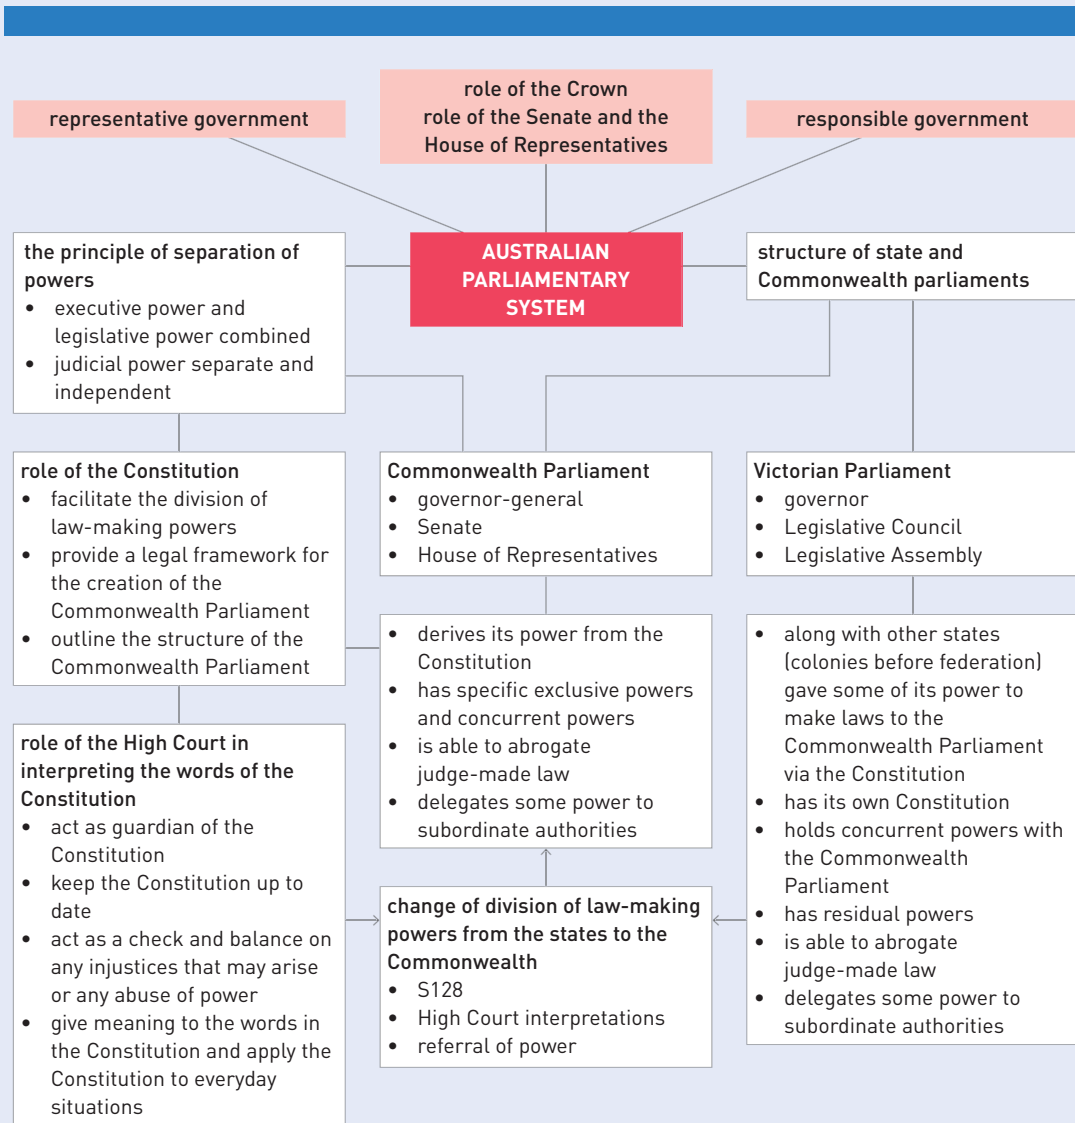 representative government
role of the Crown
role of the Senate and the
House of Representatives
responsible government
the principle of separation of
powers
• executive power and
legislative power combined
• judicial power separate and
independent
AUSTRALIAN
PARLIAMENTARY
SYSTEM
structure of state and
Commonwealth parliaments
role of the Constitution
• facilitate the division of
law-making powers
• provide a legal framework for
the creation of the
Commonwealth Parliament
• outline the structure of the
Commonwealth Parliament
Commonwealth Parliament
• governor-general
• Senate
• House of Representatives
Victorian Parliament
• governor
• Legislative Council
• Legislative Assembly
• derives its power from the
Constitution
• has specific exclusive powers
and concurrent powers
• is able to abrogate
judge-made law
• delegates some power to
subordinate authorities
• along with other states
(colonies before federation)
gave some of its power to
make laws to the
Commonwealth Parliament
via the Constitution
• has its own Constitution
• holds concurrent powers with
the Commonwealth
Parliament
• has residual powers
• is able to abrogate
judge-made law
• delegates some power to
subordinate authorities
role of the High Court in
interpreting the words of the
Constitution
• act as guardian of the
Constitution
• keep the Constitution up to
date
• act as a check and balance on
any injustices that may arise
or any abuse of power
• give meaning to the words in
the Constitution and apply the
Constitution to everyday
situations
change of division of law-making
powers from the states to the
Commonwealth
• S128
• High Court interpretations
• referral of power